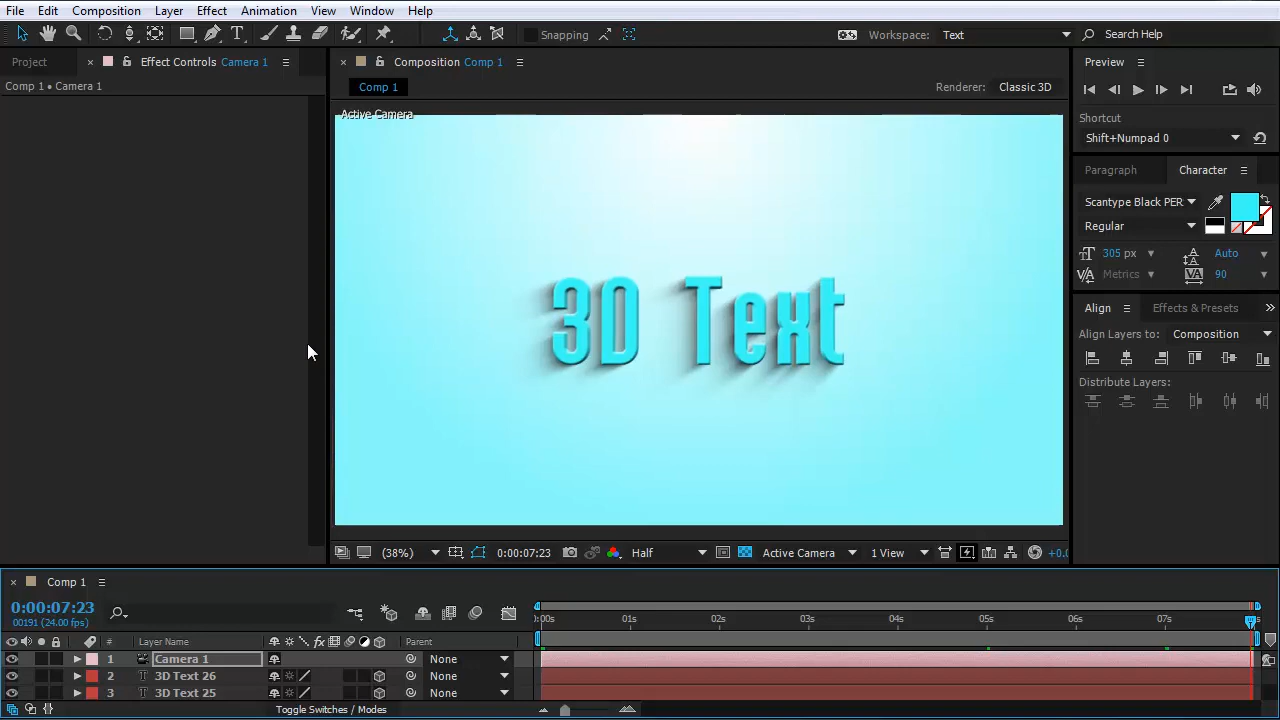 File Edit Composition Layer Effect Animation View Window Help
Snapping Workspace: Text Search Help
Project × Effect Controls Camera 1 × Composition Comp 1 Preview
Comp 1 • Camera 1
Comp 1 Renderer: Classic 3D
Active Camera
Shortcut
Shift+Numpad 0
Paragraph Character
Scantype Black PER
Regular
305 px Auto
Metrics 90
Align Effects & Presets
Align Layers to: Composition
Distribute Layers:
3D Text
(38%) 0:00:07:23 Half Active Camera 1 View +0.0
× Comp 1
0:00:07:23
00191 (24.00 fps)
:00s 01s 02s 03s 04s 05s 06s 07s
# Layer Name Parent
1 Camera 1 None
2 3D Text 26 None
3 3D Text 25 None
Toggle Switches / Modes